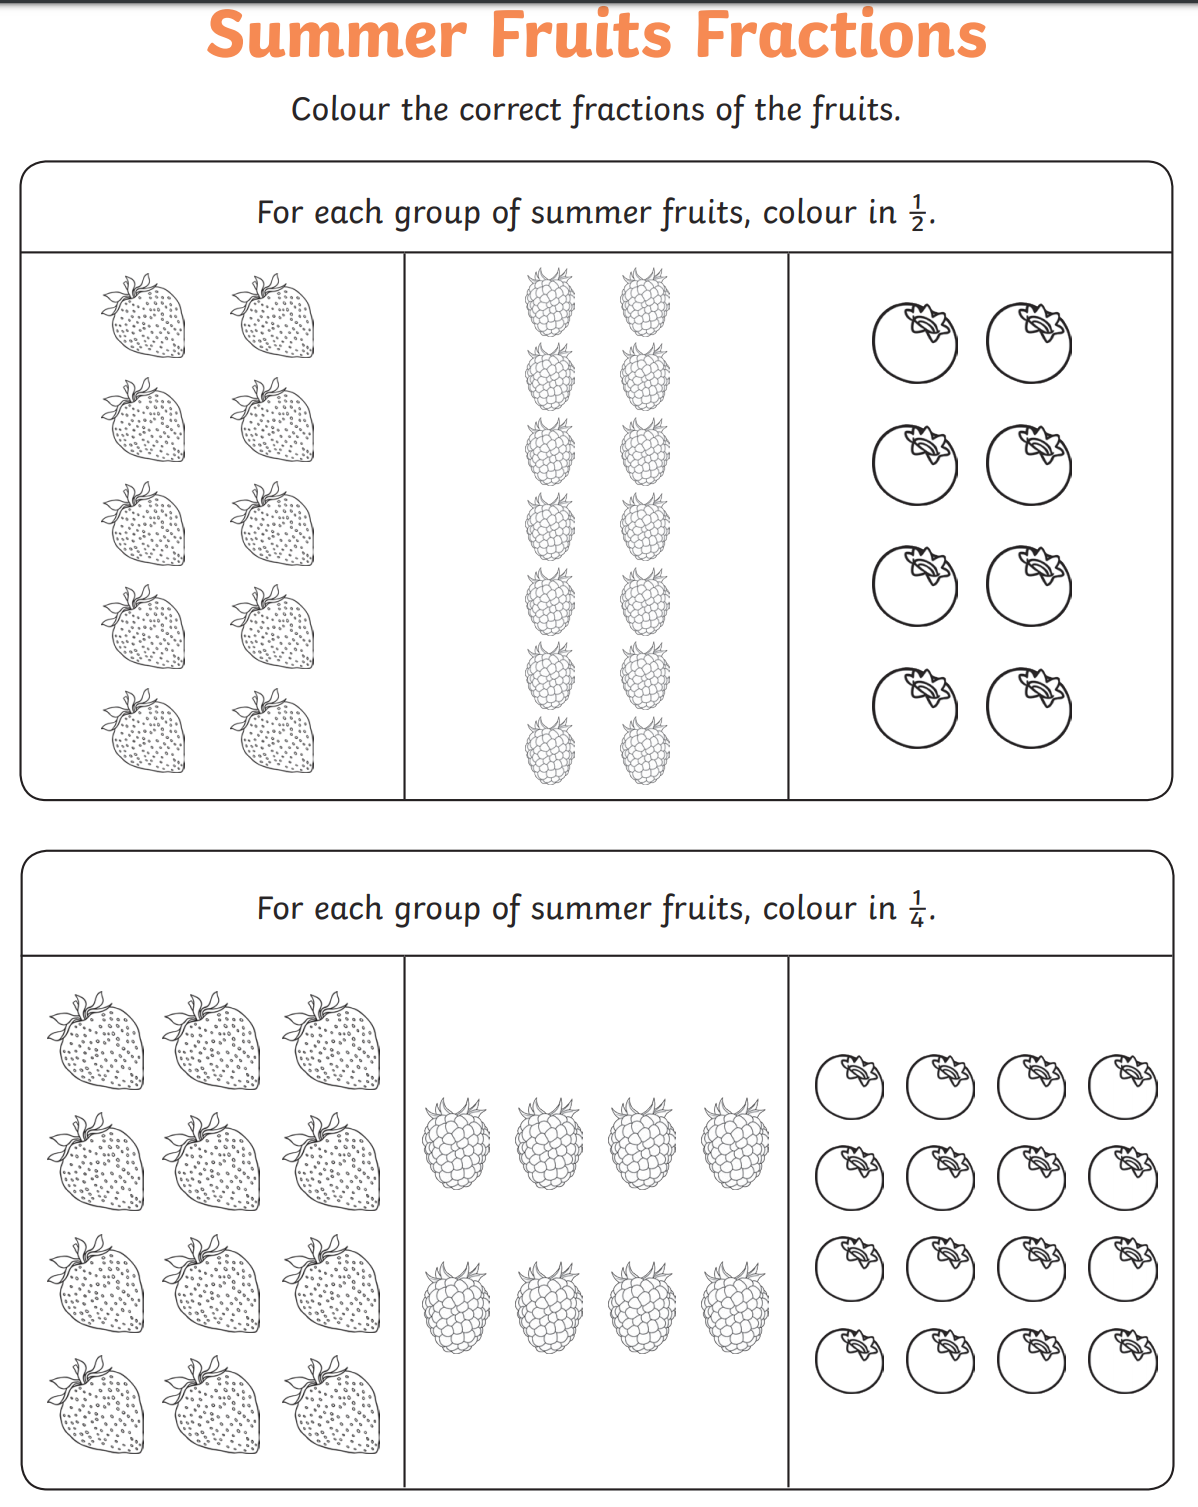 Summer Fruits Fractions
Colour the correct fractions of the fruits.
For each group of summer fruits, colour in 1/2.
For each group of summer fruits, colour in 1/4.